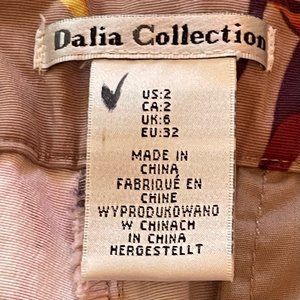 Dalia Collection
US:2
CA:2
UK:6
EU:32
MADE IN
CHINA
FABRIQUÉ EN
CHINE
WYPRODUKOWANO
W CHINACH
IN CHINA
HERGESTELLT